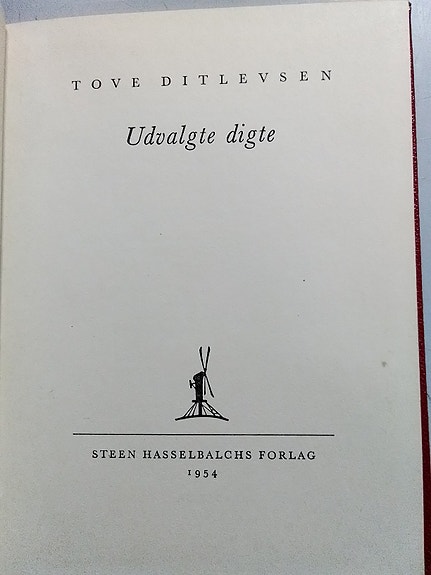 TOVE DITLEVSEN
Udvalgte digte
STEEN HASSELBALCHS FORLAG
1954